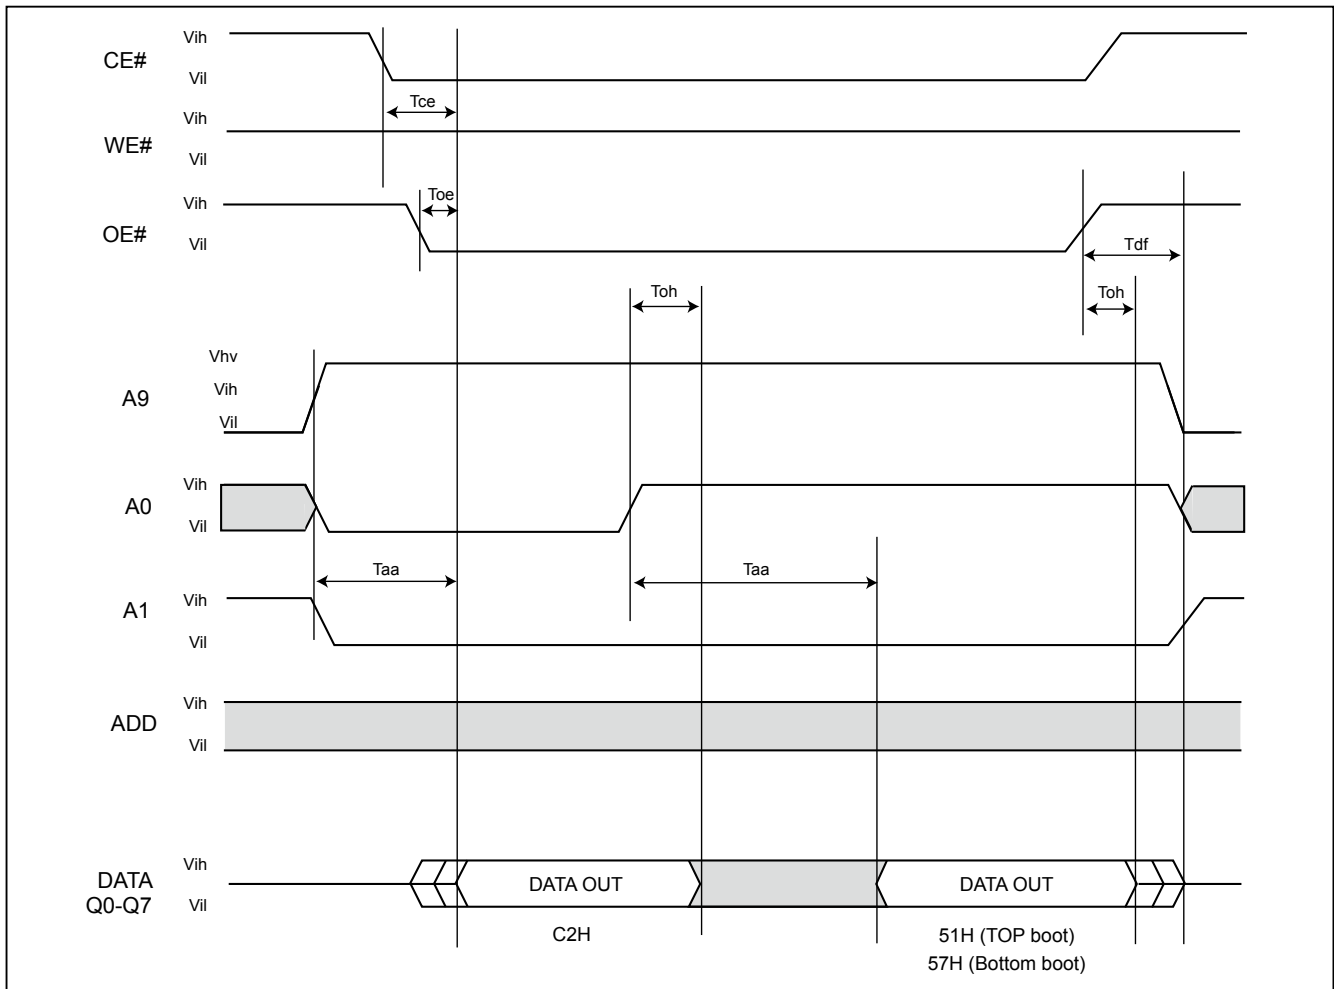 Vih
CE#
Vil
Tce
Vih
WE#
Vil
Vih
Toe
OE#
Vil
Tdf
Toh
Toh
Vhv
Vih
A9
Vil
Vih
A0
Vil
Taa
Taa
Vih
A1
Vil
Vih
ADD
Vil
Vih
DATA
Q0-Q7
Vil
DATA OUT
DATA OUT
C2H
51H (TOP boot)
57H (Bottom boot)